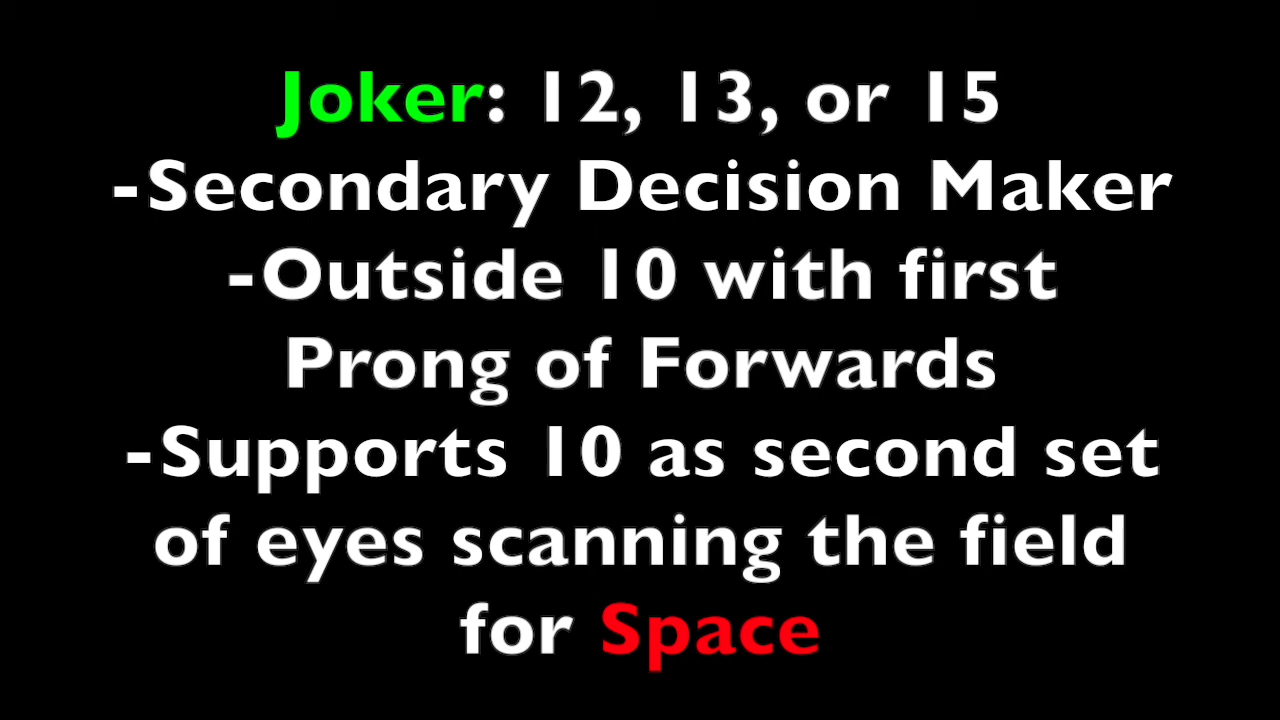 Joker: 12, 13, or 15
-Secondary Decision Maker
-Outside 10 with first
Prong of Forwards
-Supports 10 as second set
of eyes scanning the field
for Space